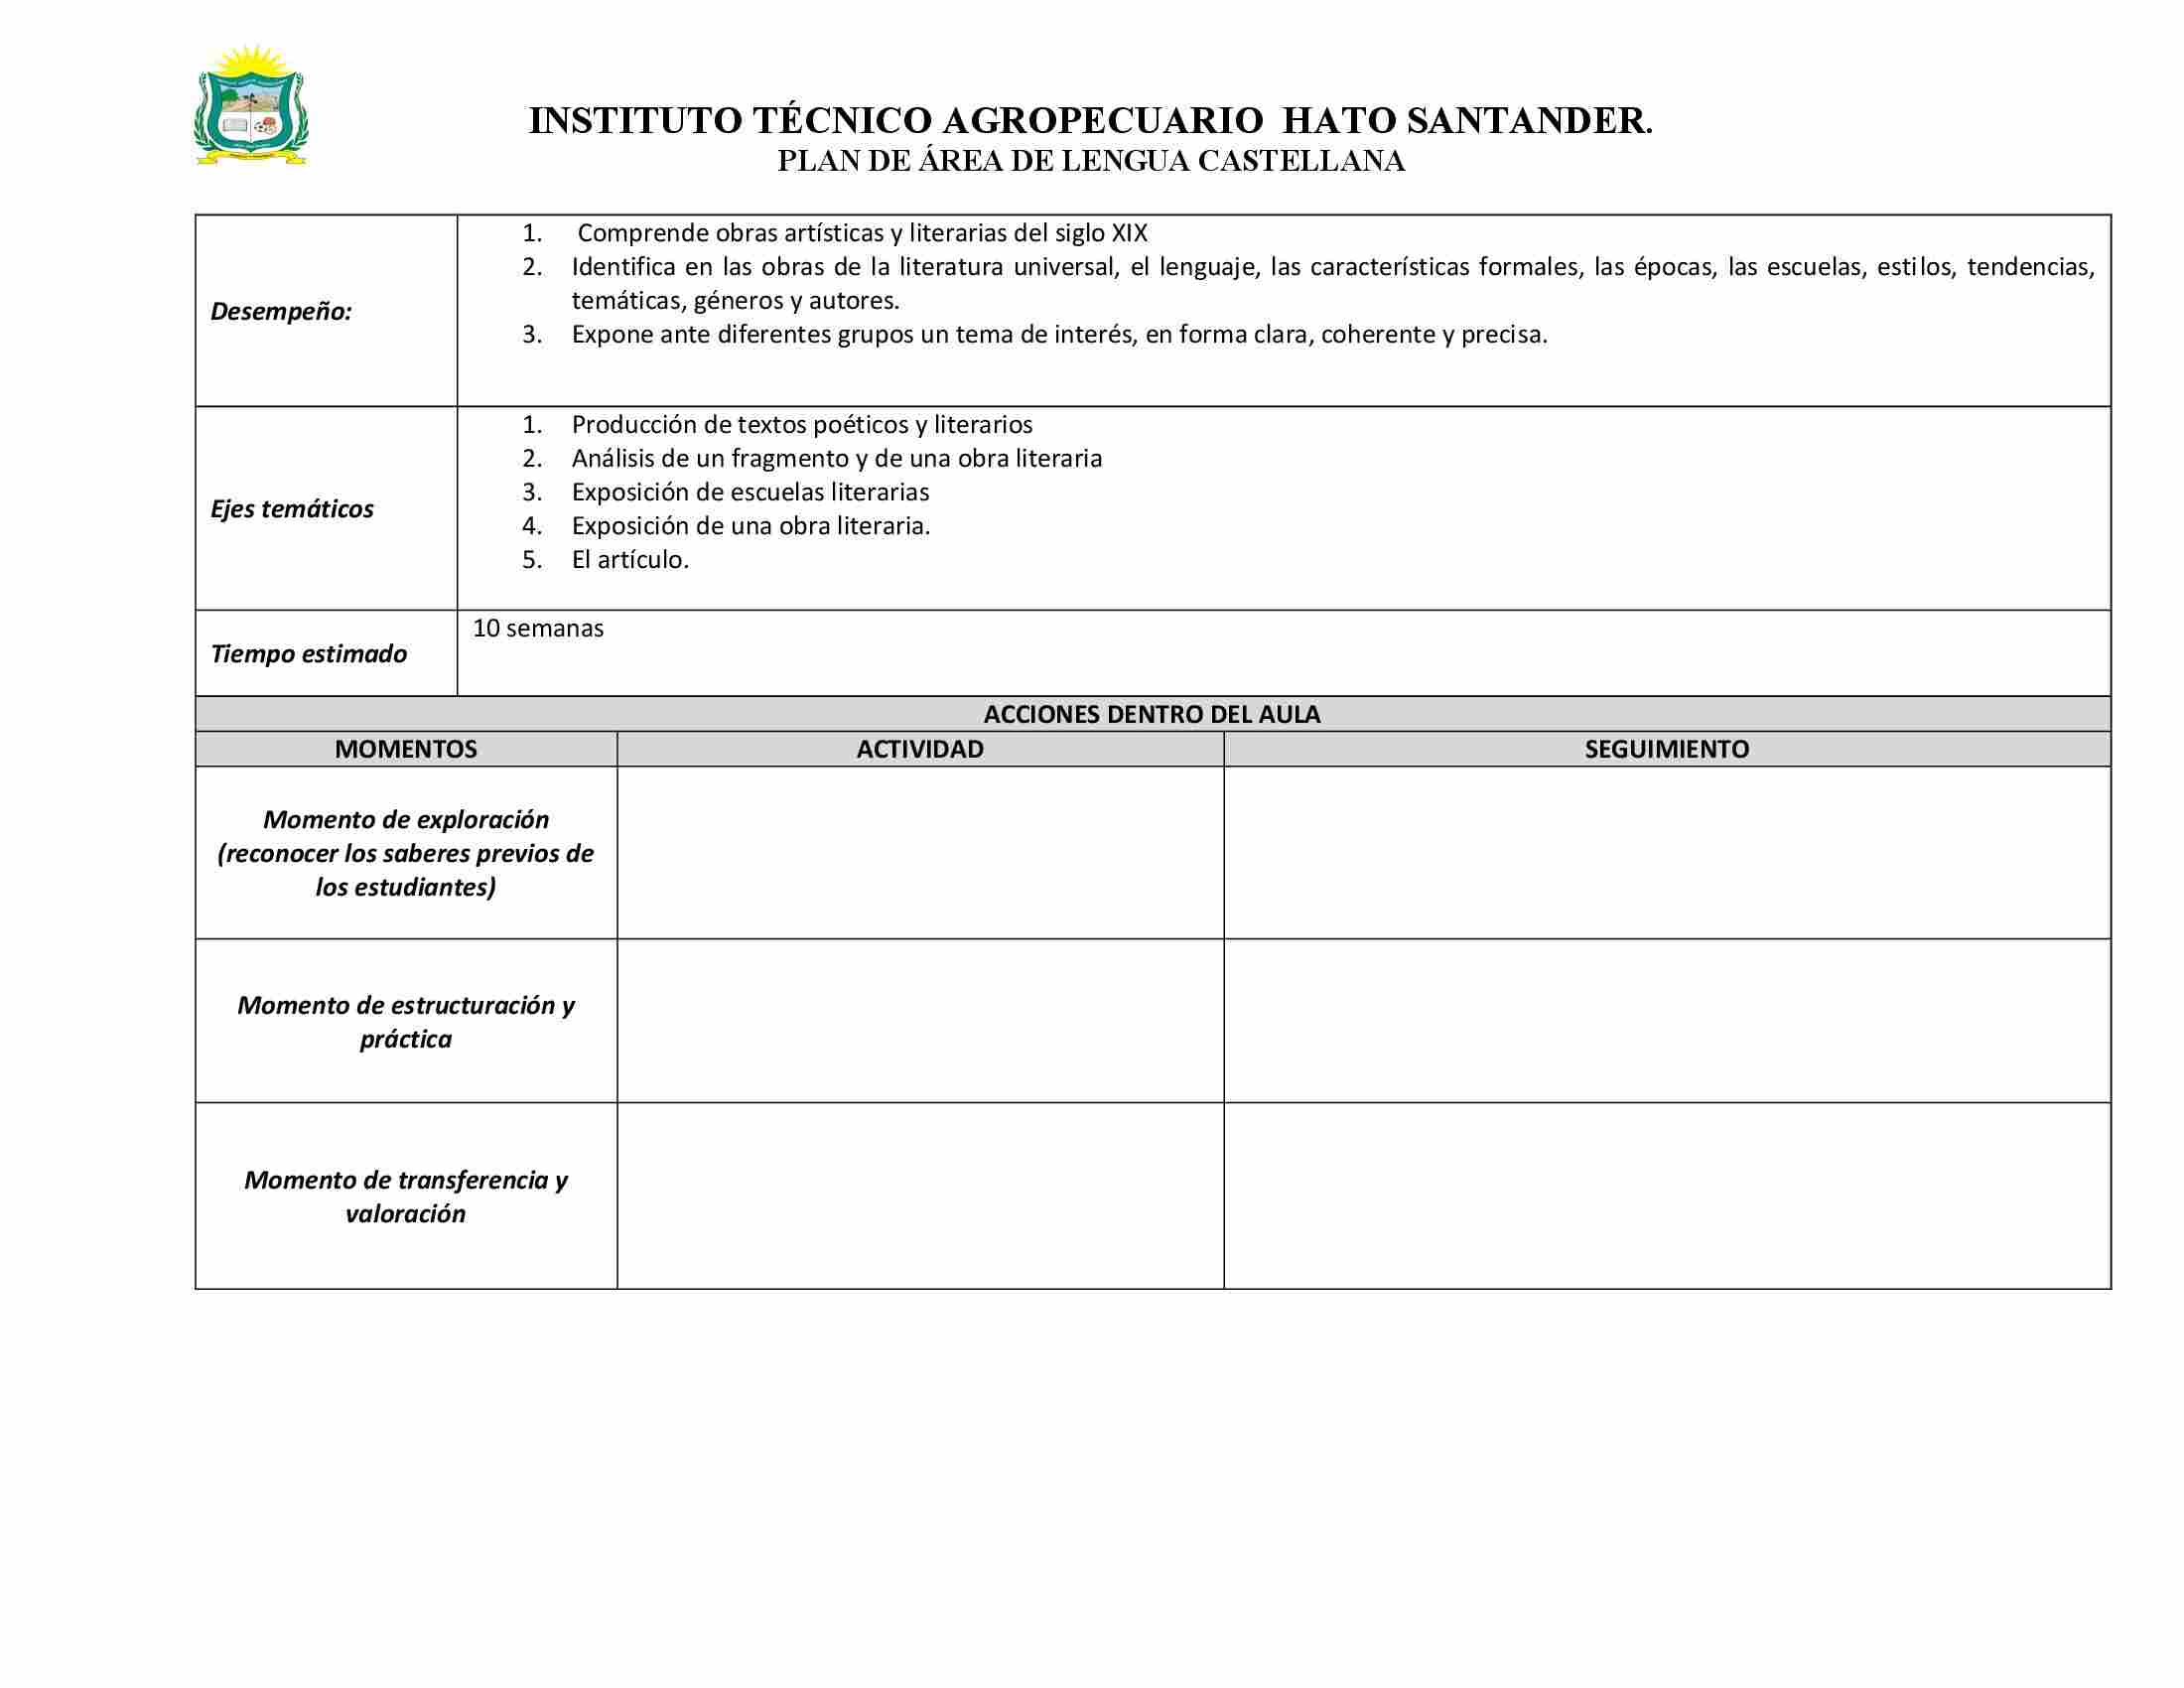 INSTITUTO TÉCNICO AGROPECUARIO HATO SANTANDER.
PLAN DE ÁREA DE LENGUA CASTELLANA
Desempeño:
1. Comprende obras artísticas y literarias del siglo XIX
2. Identifica en las obras de la literatura universal, el lenguaje, las características formales, las épocas, las escuelas, estilos, tendencias,
temáticas, géneros y autores.
3. Expone ante diferentes grupos un tema de interés, en forma clara, coherente y precisa.
Ejes temáticos
1. Producción de textos poéticos y literarios
2. Análisis de un fragmento y de una obra literaria
3. Exposición de escuelas literarias
4. Exposición de una obra literaria.
5. El artículo.
Tiempo estimado
10 semanas
ACCIONES DENTRO DEL AULA
MOMENTOS
ACTIVIDAD
SEGUIMIENTO
Momento de exploración
(reconocer los saberes previos de
los estudiantes)
Momento de estructuración y
práctica
Momento de transferencia y
valoración